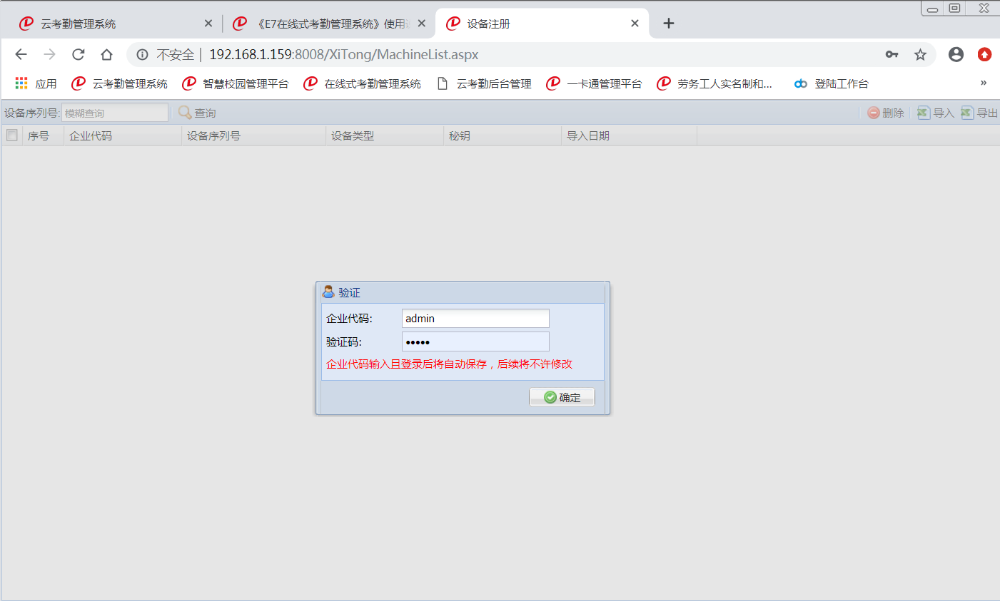 云考勤管理系统
《E7在线式考勤管理系统》使用
设备注册
不安全 | 192.168.1.159:8008/XiTong/MachineList.aspx
应用 云考勤管理系统 智慧校园管理平台 在线式考勤管理系统 云考勤后台管理 一卡通管理平台 劳务工人实名制和... 登陆工作台 »
设备序列号: 模糊查询 查询 删除 导入 导出
序号 企业代码 设备序列号 设备类型 秘钥 导入日期
验证
企业代码: admin
验证码: •••••
企业代码输入且登录后将自动保存，后续将不许修改
确定